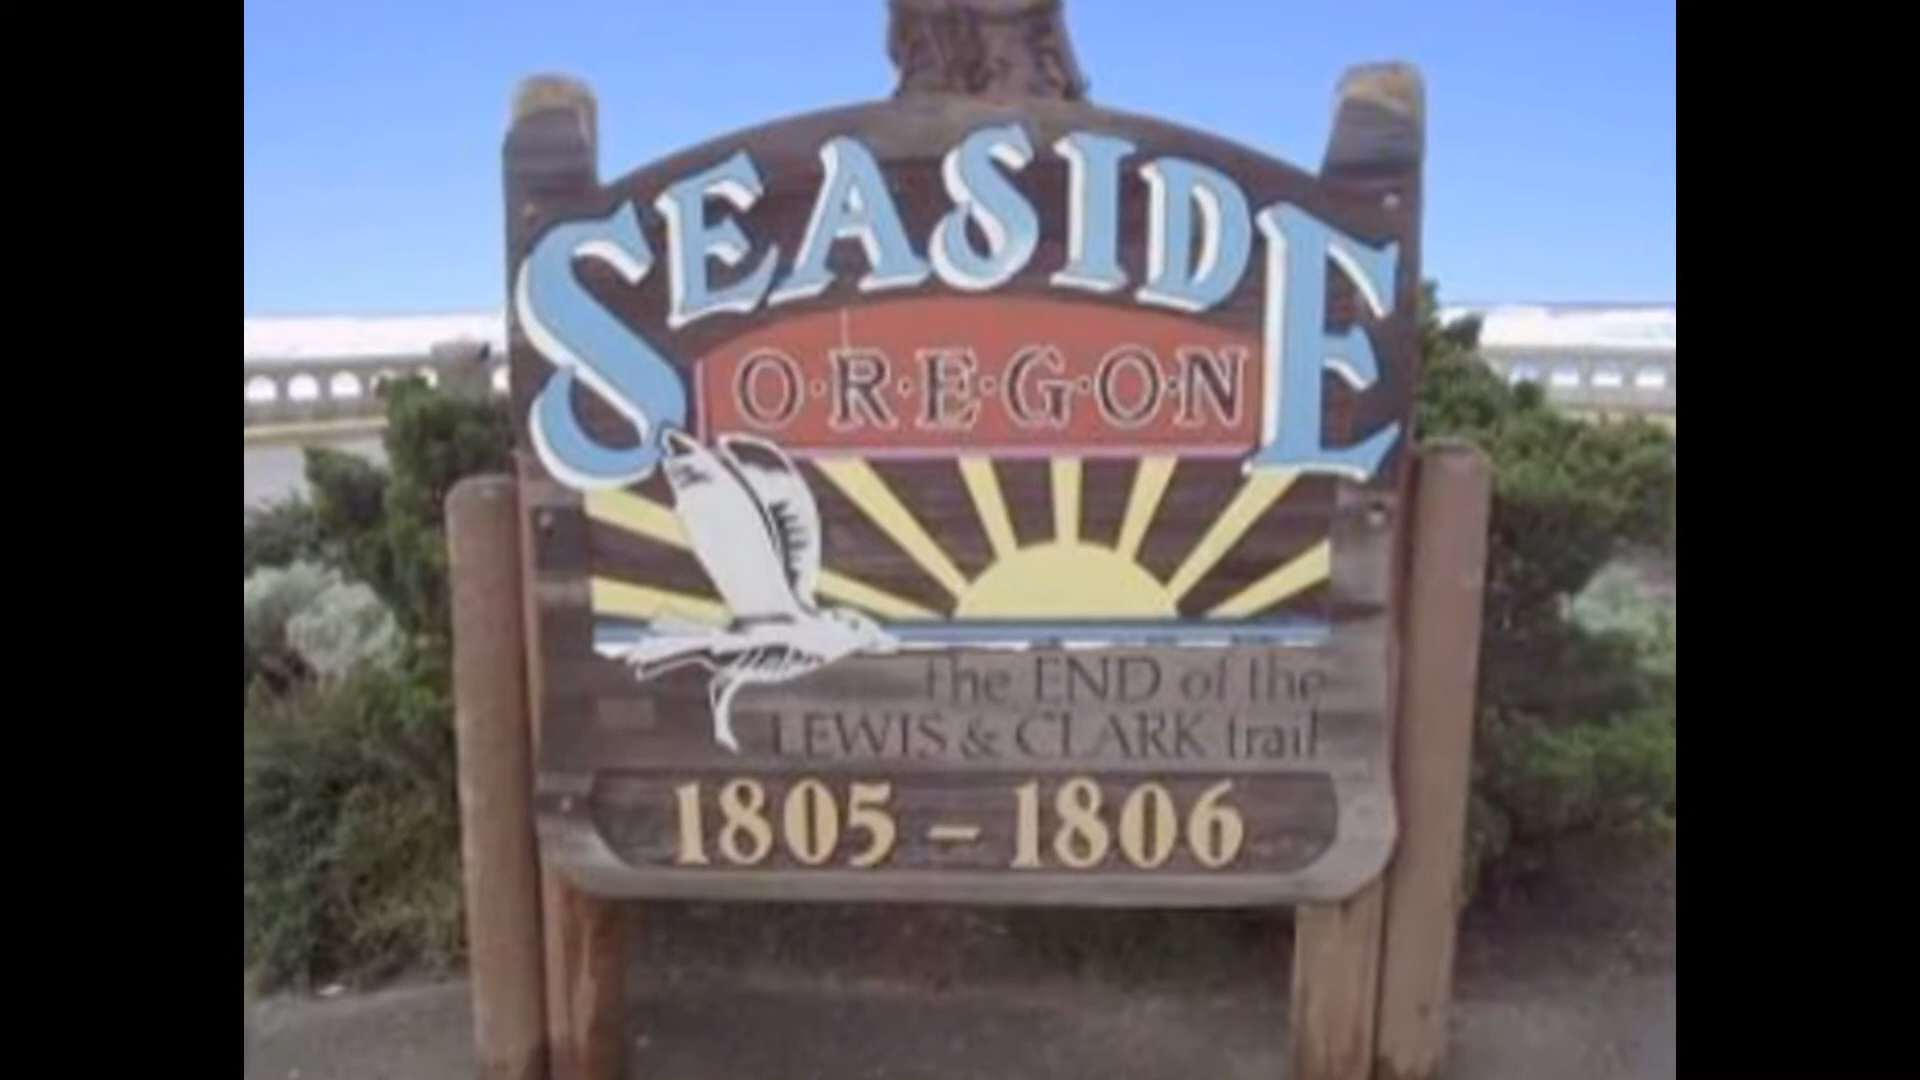 SEASIDE
O·R·E·G·O·N
the END of the
LEWIS & CLARK trail
1805 – 1806